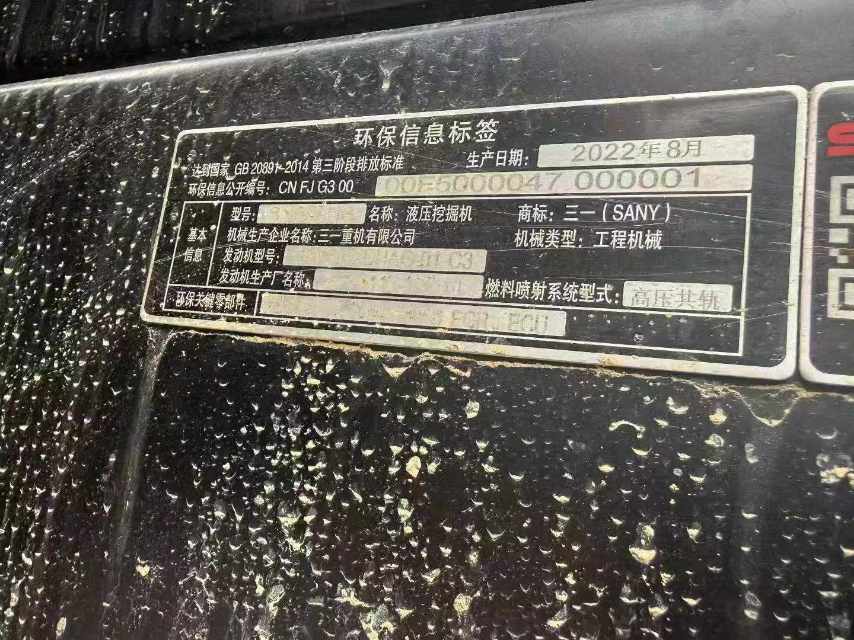 环保信息标签
达到国家 GB 20891-2014 第三阶段排放标准 生产日期: 2022年8月
环保信息公开编号: CN FJ G3 00 00E5000047 000001
型号: 名称: 液压挖掘机 商标: 三一(SANY)
基本信息
机械生产企业名称:三一重机有限公司 机械类型: 工程机械
发动机型号:
发动机生产厂名称: 燃料喷射系统型式: 高压共轨
环保关键零部件 EGR ECU
S